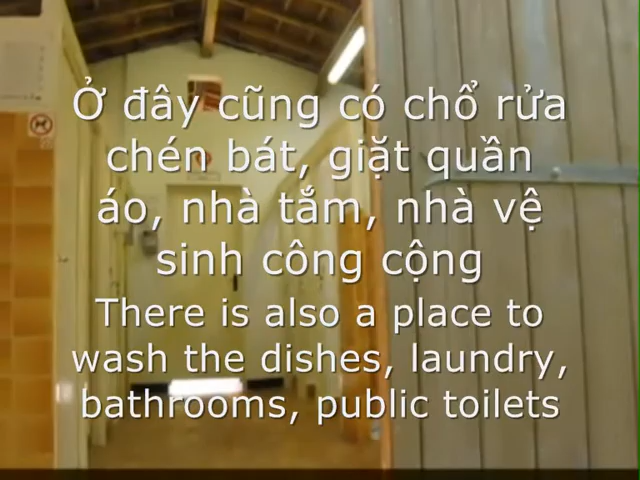 Ở đây cũng có chổ rửa
chén bát, giặt quần
áo, nhà tắm, nhà vệ
sinh công cộng
There is also a place to
wash the dishes, laundry,
bathrooms, public toilets